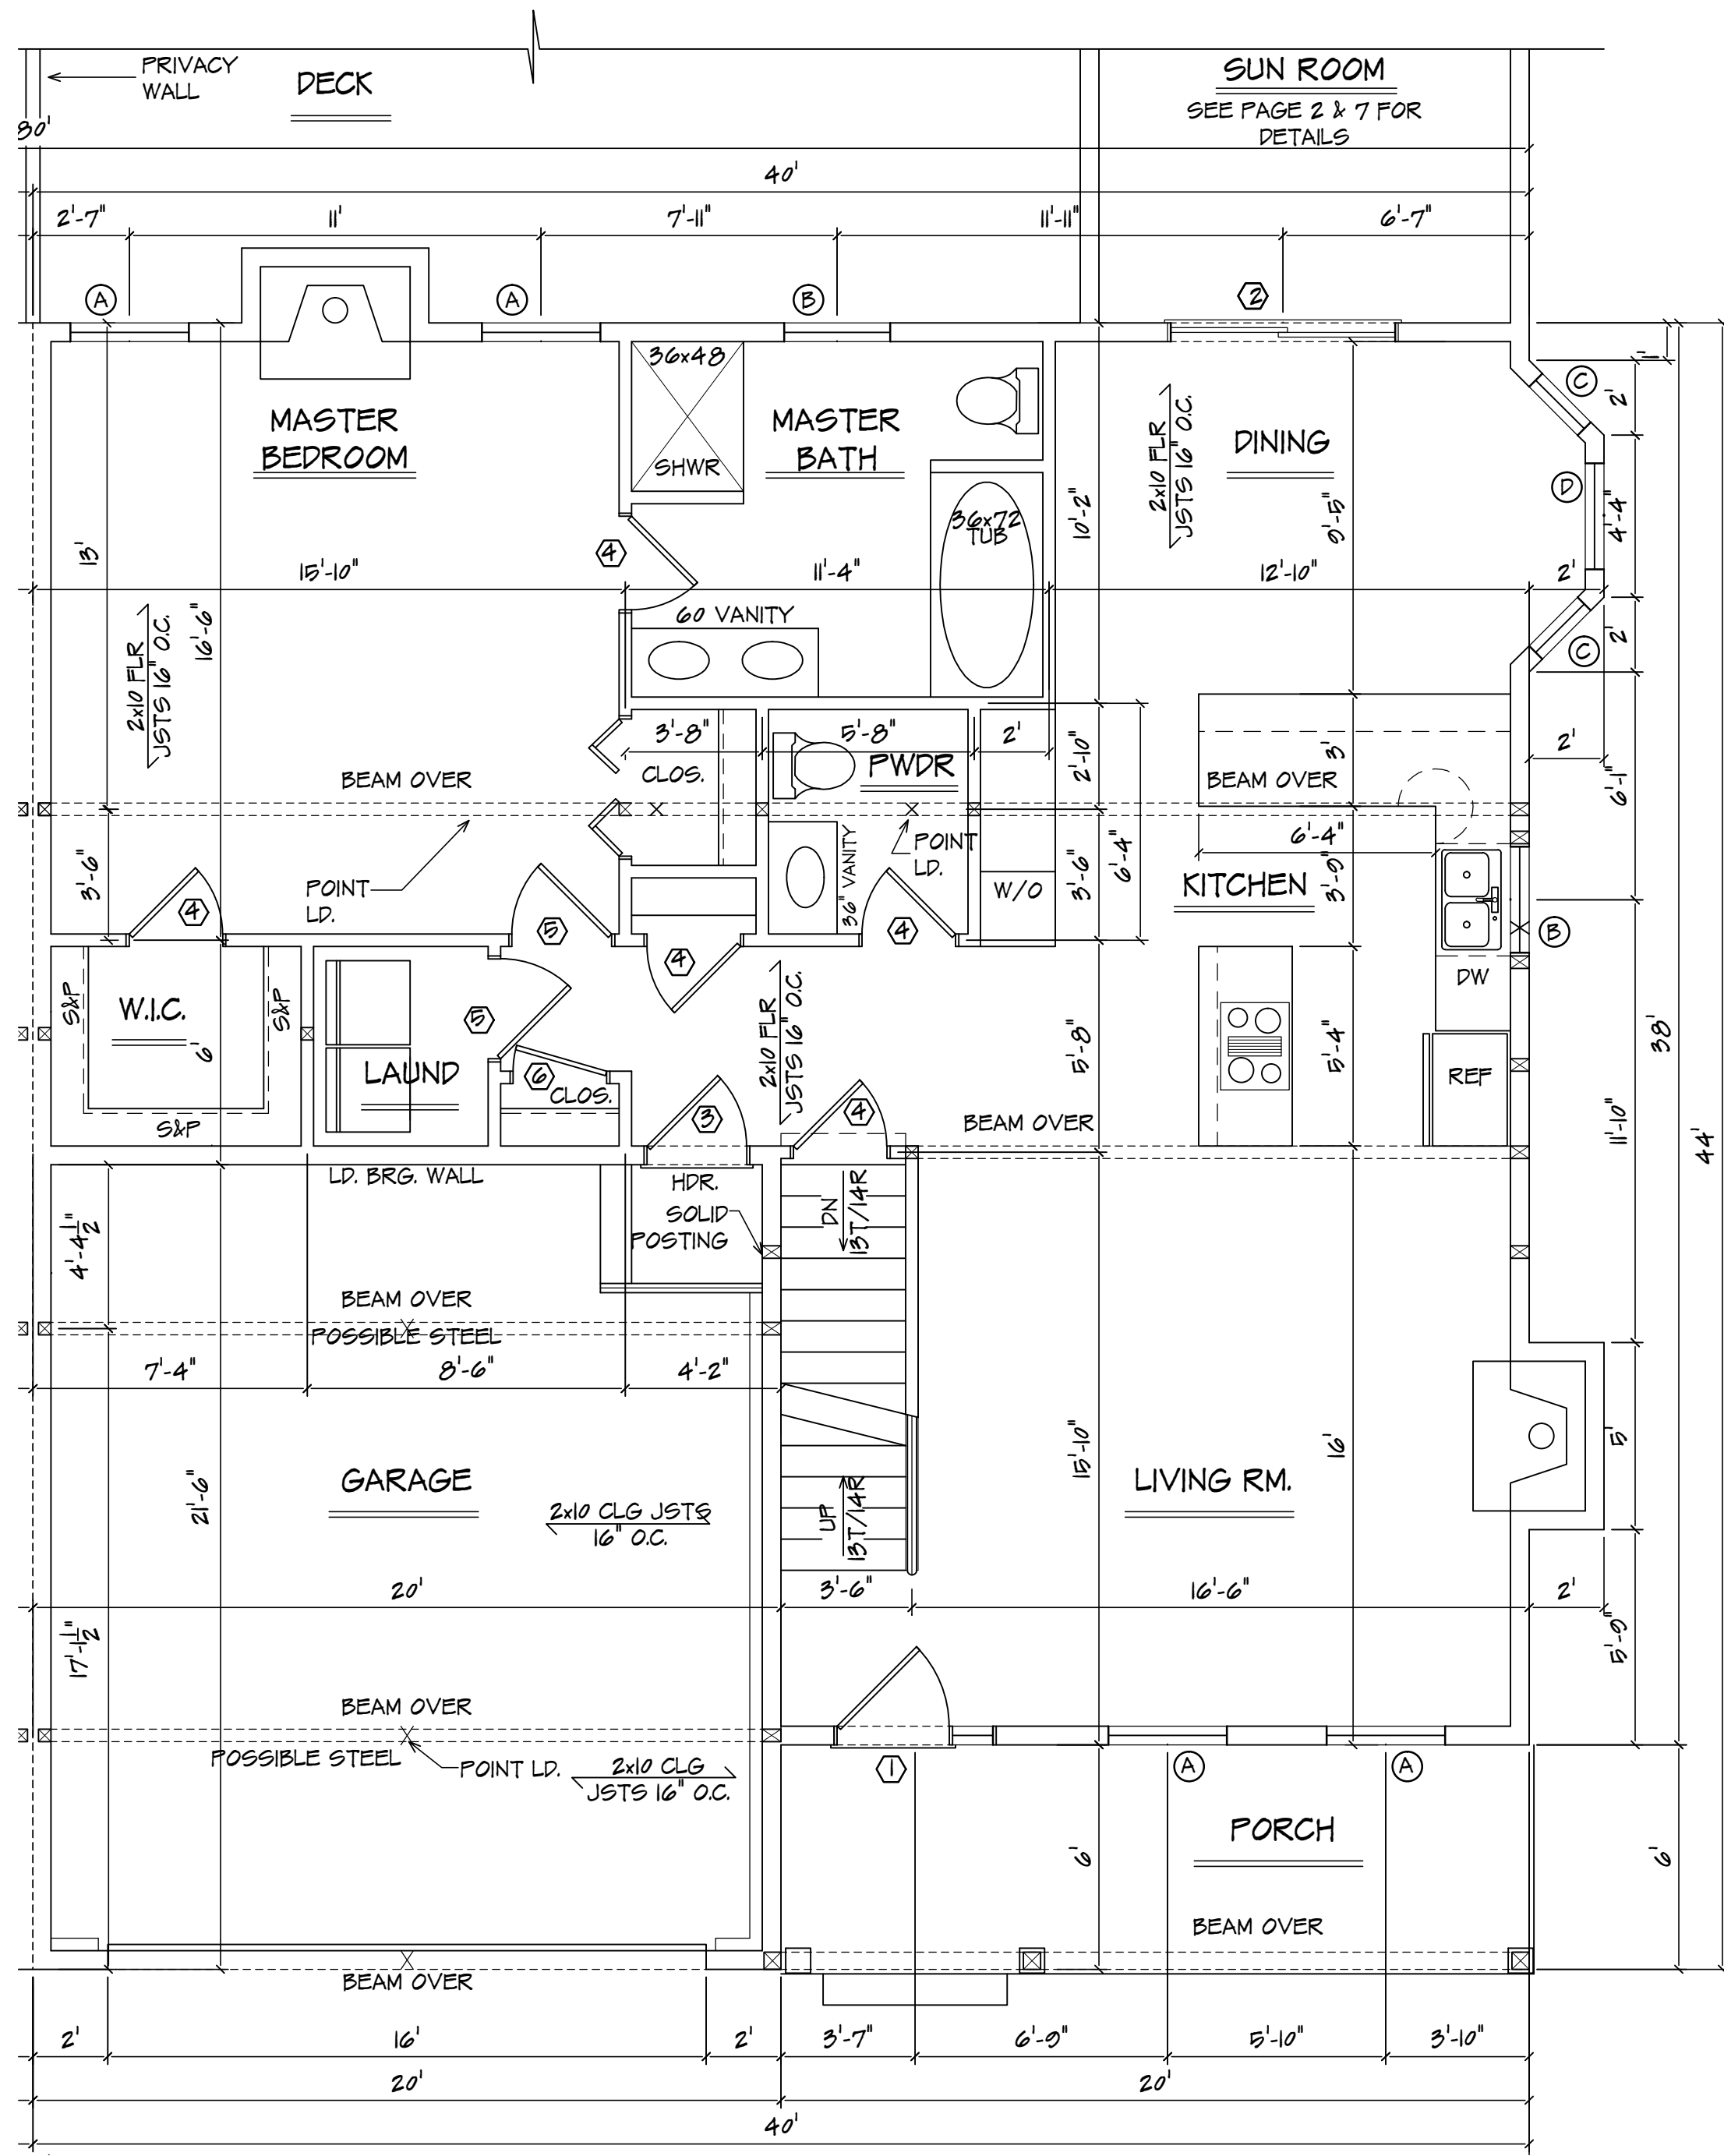 PRIVACY
WALL
DECK
SUN ROOM
SEE PAGE 2 & 7 FOR
DETAILS
80'
40'
2'-7"
11'
7'-11"
11'-11"
6'-7"
A
A
B
2
36x48
SHWR
MASTER
BEDROOM
MASTER
BATH
DINING
2x10 FLR
JSTS 16" O.C.
C
1'
2'
D
4'-4"
10'-2"
9'-5"
36x72
TUB
4
13'
15'-10"
11'-4"
12'-10"
2'
60 VANITY
16'-6"
2x10 FLR
JSTS 16" O.C.
C
2'
3'-8"
5'-8"
2'
2'-10"
3'
2'
6'-1"
CLOS.
PWDR
BEAM OVER
BEAM OVER
POINT
LD.
POINT
LD.
36" VANITY
W/O
3'-6"
3'-6"
6'-4"
6'-4"
3'-9"
KITCHEN
4
5
4
4
B
DW
S&P
W.I.C.
S&P
6'
S&P
5
LAUND
6
CLOS.
2x10 FLR
JSTS 16" O.C.
3
4
5'-8"
5'-4"
REF
38'
11'-10"
44'
BEAM OVER
LD. BRG. WALL
HDR.
SOLID
POSTING
DN
13T/14R
4'-4 1/2"
BEAM OVER
POSSIBLE STEEL
7'-4"
8'-6"
4'-2"
GARAGE
21'-6"
2x10 CLG JSTS
16" O.C.
UP
13T/14R
15'-10"
16'
LIVING RM.
5'
20'
3'-6"
16'-6"
2'
17'-1 1/2"
5'-9"
BEAM OVER
POSSIBLE STEEL
POINT LD.
2x10 CLG
JSTS 16" O.C.
1
A
A
PORCH
6'
6'
BEAM OVER
BEAM OVER
2'
16'
2'
3'-7"
6'-9"
5'-10"
3'-10"
20'
20'
40'